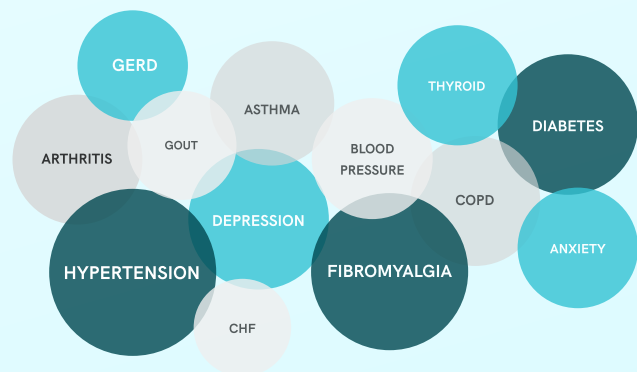 GERD
THYROID
ASTHMA
DIABETES
GOUT
BLOOD
PRESSURE
ARTHRITIS
COPD
DEPRESSION
ANXIETY
HYPERTENSION
FIBROMYALGIA
CHF